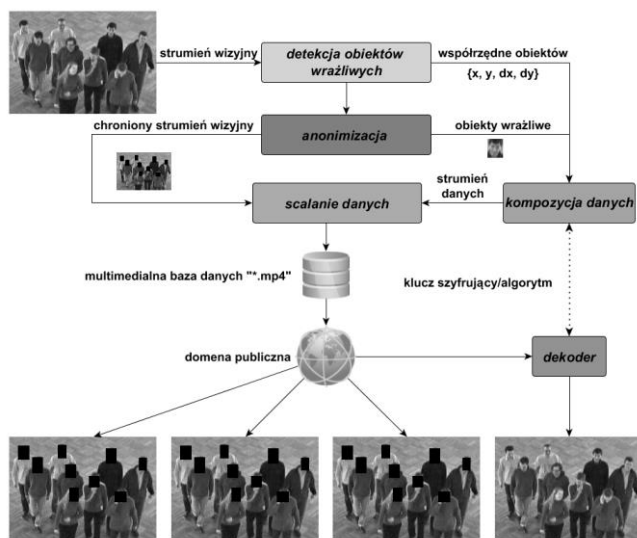 strumień wizyjny
detekcja obiektów
wrażliwych
współrzędne obiektów
{x, y, dx, dy}
chroniony strumień wizyjny
anonimizacja
obiekty wrażliwe
strumień
danych
scalanie danych
kompozycja danych
multimedialna baza danych "*.mp4"
klucz szyfrujący/algorytm
domena publiczna
dekoder